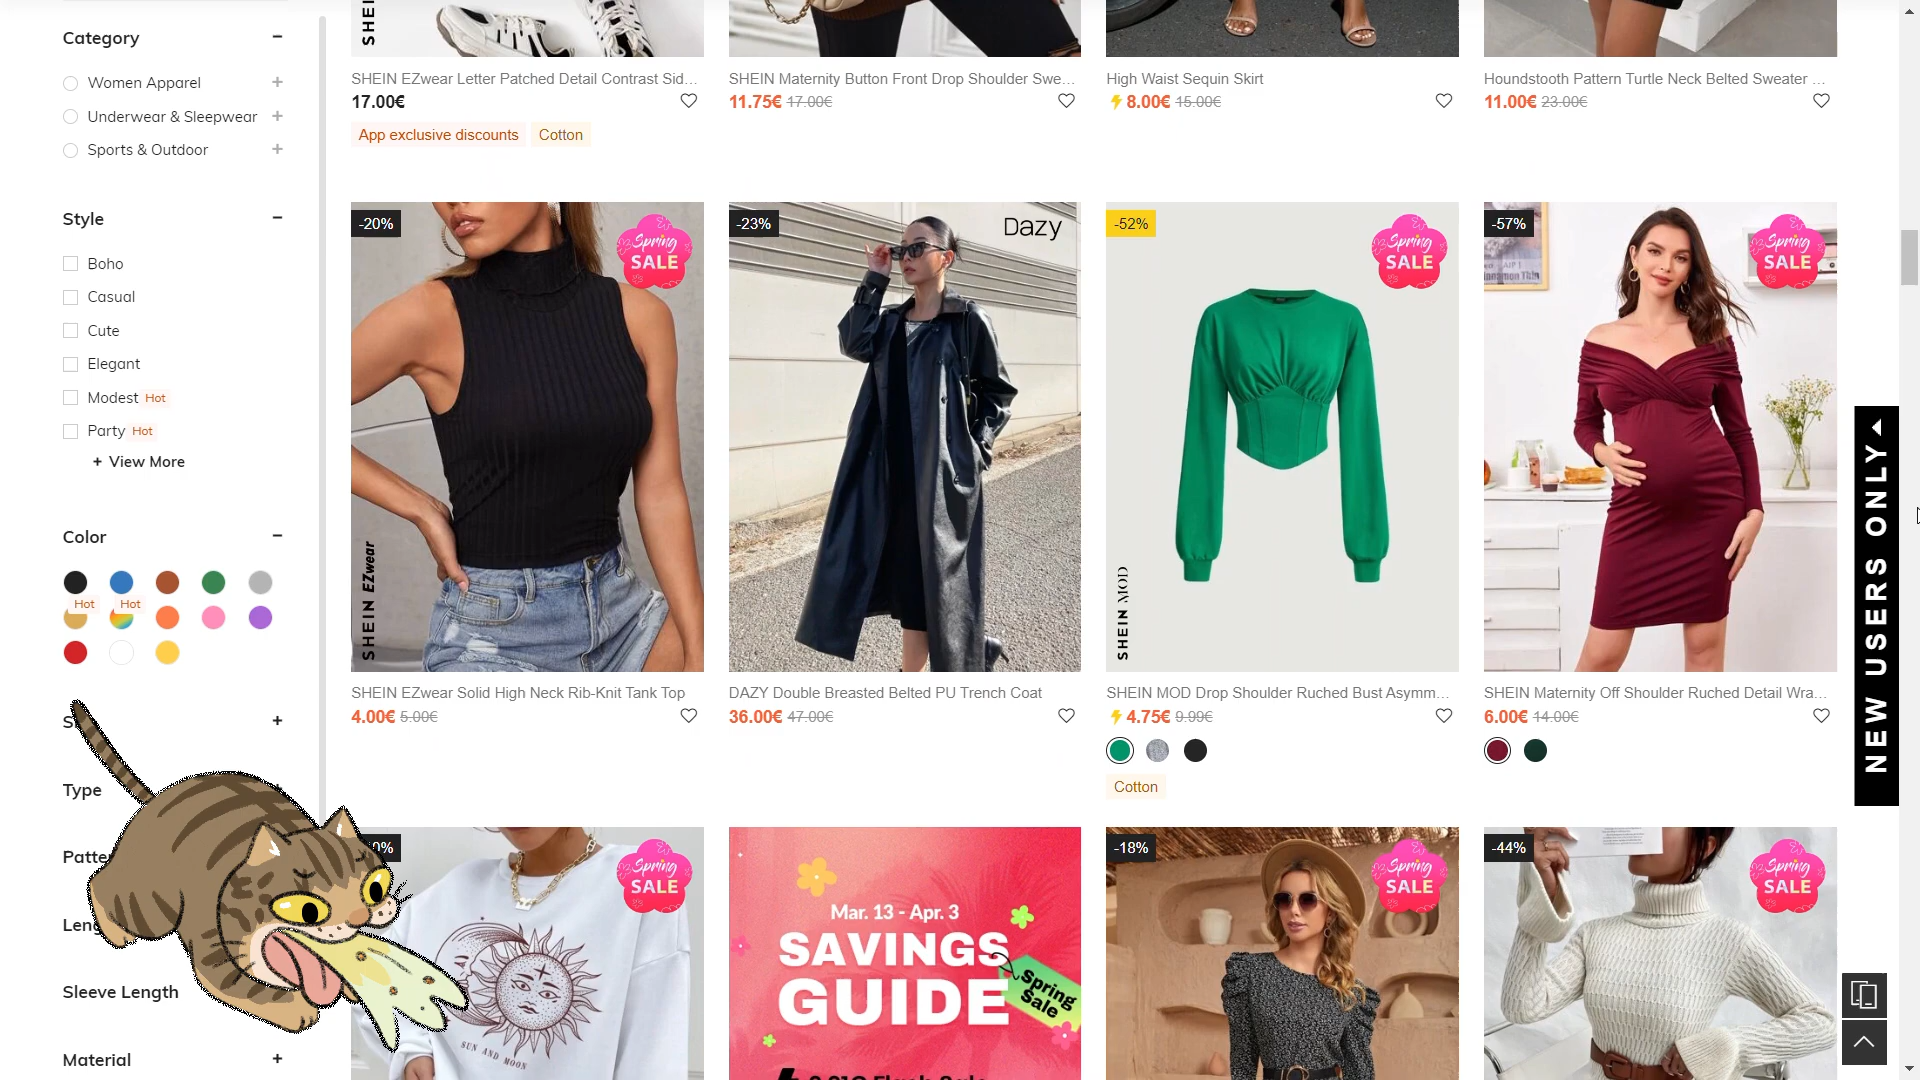 Category
Women Apparel
Underwear & Sleepwear
Sports & Outdoor
Style
Boho
Casual
Cute
Elegant
Modest Hot
Party Hot
+ View More
Color
Hot Hot
Type
Sleeve Length
Material
SHEIN
SHEIN EZwear Letter Patched Detail Contrast Sid...
17.00€
App exclusive discounts Cotton
SHEIN Maternity Button Front Drop Shoulder Swe...
11.75€ 17.00€
High Waist Sequin Skirt
8.00€ 15.00€
Houndstooth Pattern Turtle Neck Belted Sweater ...
11.00€ 23.00€
-20%
Spring
SALE
SHEIN EZwear
SHEIN EZwear Solid High Neck Rib-Knit Tank Top
4.00€ 5.00€
-23%
Dazy
DAZY Double Breasted Belted PU Trench Coat
36.00€ 47.00€
-52%
Spring
SALE
SHEIN MOD
SHEIN MOD Drop Shoulder Ruched Bust Asymm...
4.75€ 9.99€
Cotton
-57%
Spring
SALE
SHEIN Maternity Off Shoulder Ruched Detail Wra...
6.00€ 14.00€
NEW USERS ONLY
Spring
SALE
SUN AND MOON
Mar. 13 - Apr. 3
SAVINGS
GUIDE
Spring
Sale
-18%
Spring
SALE
-44%
Spring
SALE